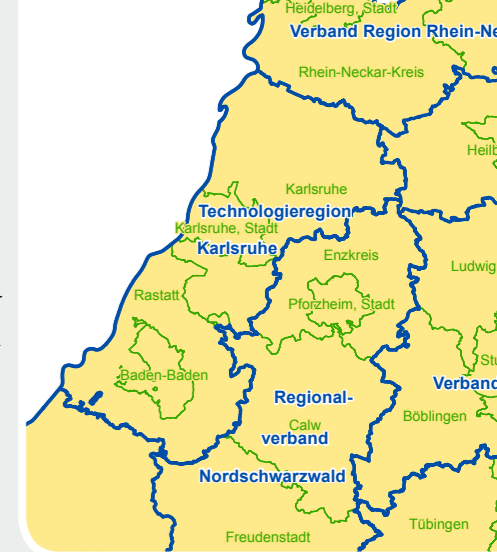 Heidelberg, Stadt
Verband Region Rhein-Ne
Rhein-Neckar-Kreis
Heilb
Karlsruhe
Technologieregion
Karlsruhe, Stadt
Karlsruhe
Enzkreis
Ludwig
Rastatt
Pforzheim, Stadt
Stu
Baden-Baden
Verband
Regional-
Böblingen
Calw
verband
Nordschwarzwald
Tübingen
Freudenstadt